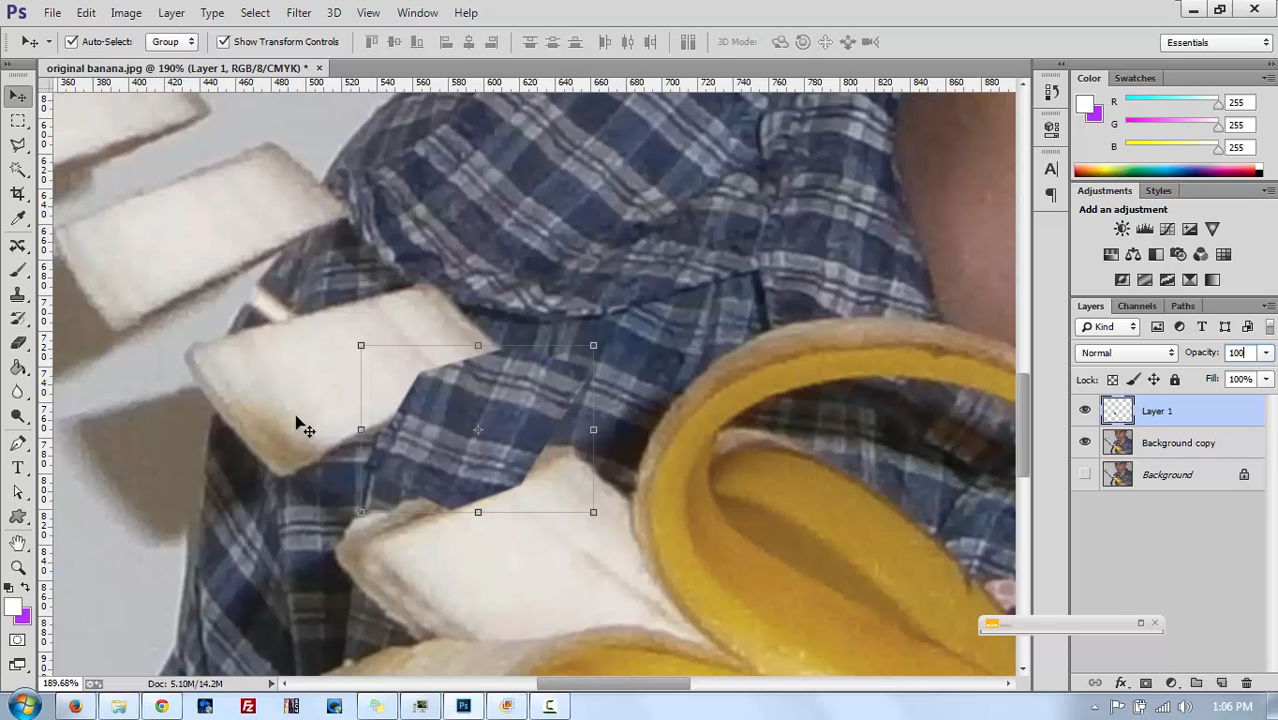 Ps File Edit Image Layer Type Select Filter 3D View Window Help
Auto-Select: Group Show Transform Controls 3D Mode: Essentials
original banana.jpg @ 190% (Layer 1, RGB/8/CMYK) * ×
360 380 400 420 440 460 480 500 520 540 560 580 600 620 640 660 680 700 720 740 760 780 800 820 840 860 880
Color Swatches
R 255
G 255
B 255
Adjustments Styles
Add an adjustment
Layers Channels Paths
Kind
Normal Opacity: 100
Lock: Fill: 100%
Layer 1
Background copy
Background
189.68% Doc: 5.10M/14.2M
Ps 1:06 PM